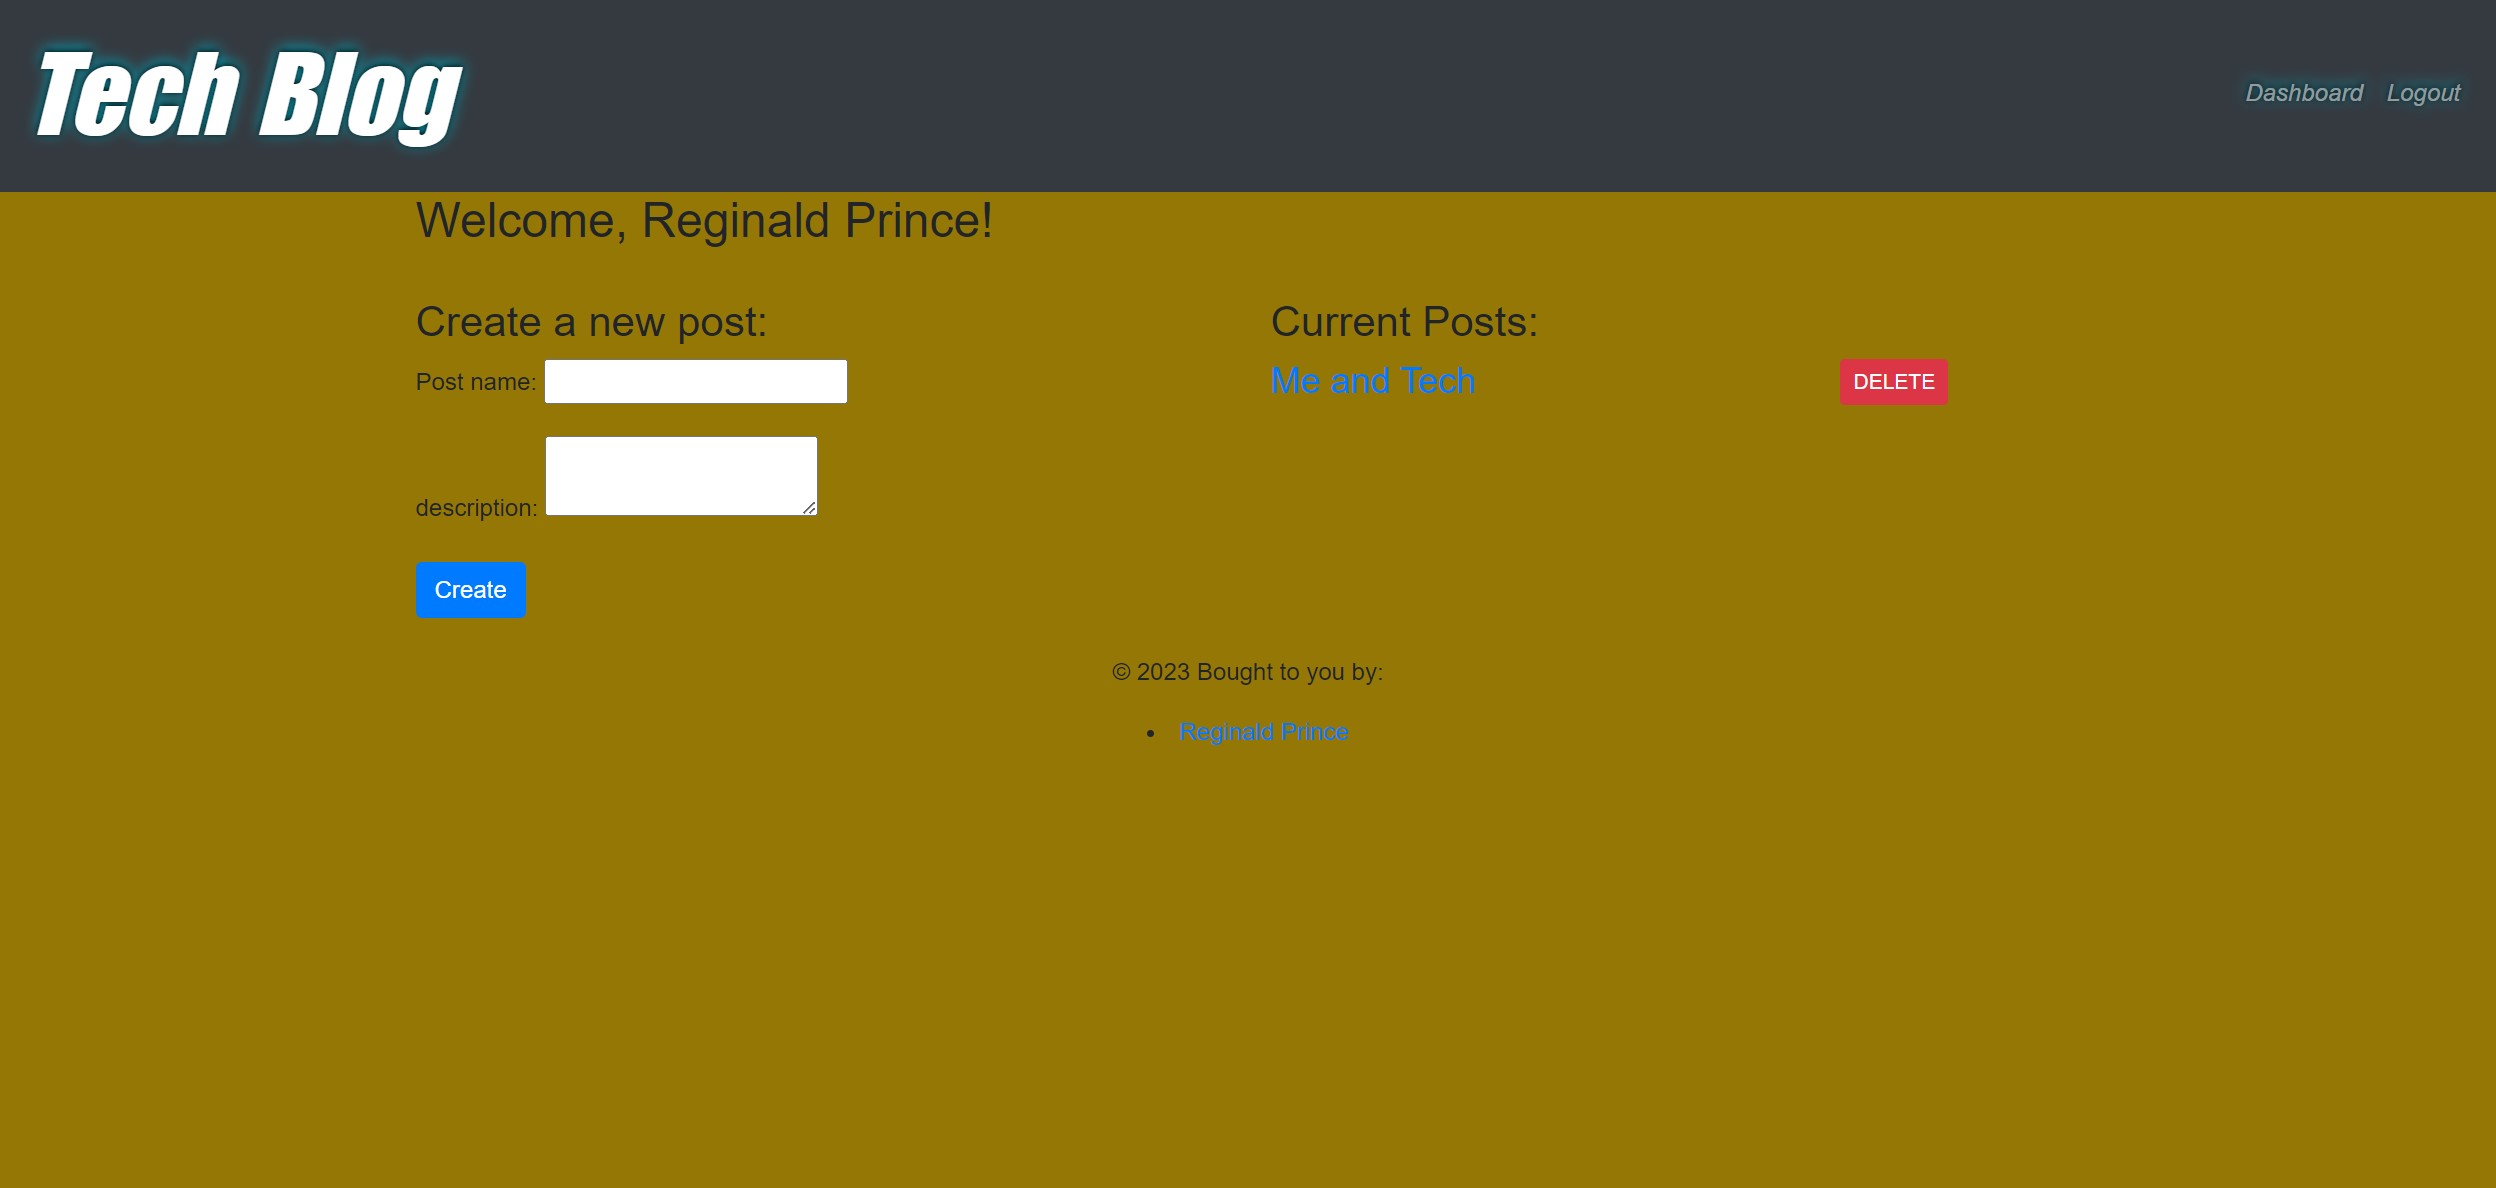 Tech Blog
Dashboard Logout
Welcome, Reginald Prince!
Create a new post:
Post name:
description:
Create
Current Posts:
Me and Tech
DELETE
© 2023 Bought to you by:
• Reginald Prince